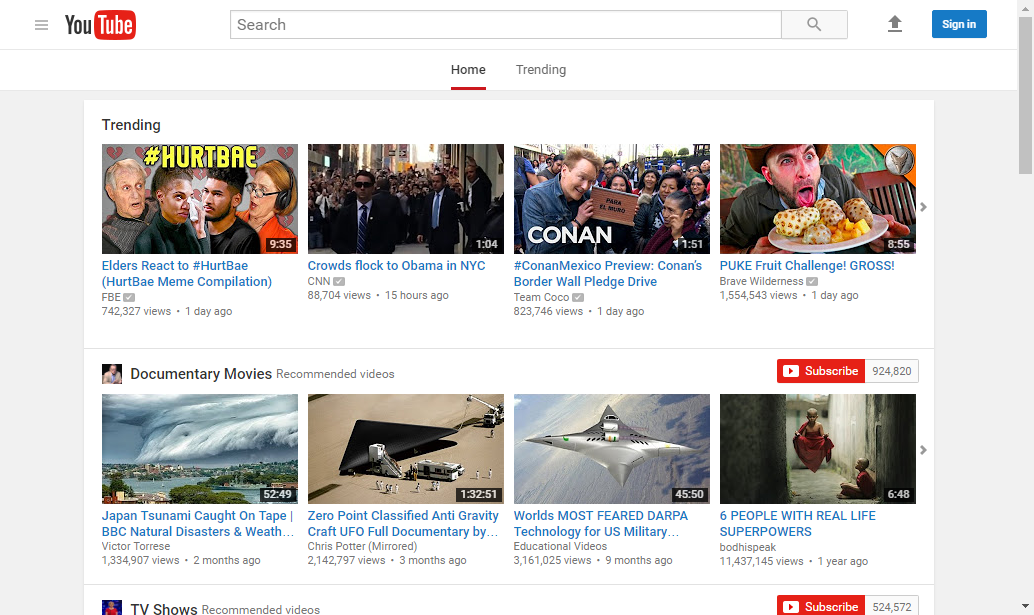 You Tube
Search
Sign in
Home
Trending
Trending
#HURTBAE
9:35
1:04
PARA
EL MURO
CONAN
1:51
8:55
Elders React to #HurtBae
(HurtBae Meme Compilation)
FBE
742,327 views • 1 day ago
Crowds flock to Obama in NYC
CNN
88,704 views • 15 hours ago
#ConanMexico Preview: Conan's
Border Wall Pledge Drive
Team Coco
823,746 views • 1 day ago
PUKE Fruit Challenge! GROSS!
Brave Wilderness
1,554,543 views • 1 day ago
Documentary Movies Recommended videos
Subscribe 924,820
52:49
1:32:51
45:50
6:48
Japan Tsunami Caught On Tape |
BBC Natural Disasters & Weath...
Victor Torrese
1,334,907 views • 2 months ago
Zero Point Classified Anti Gravity
Craft UFO Full Documentary by...
Chris Potter (Mirrored)
2,142,797 views • 3 months ago
Worlds MOST FEARED DARPA
Technology for US Military...
Educational Videos
3,161,025 views • 9 months ago
6 PEOPLE WITH REAL LIFE
SUPERPOWERS
bodhispeak
11,437,145 views • 1 year ago
TV Shows Recommended videos
Subscribe 524,572